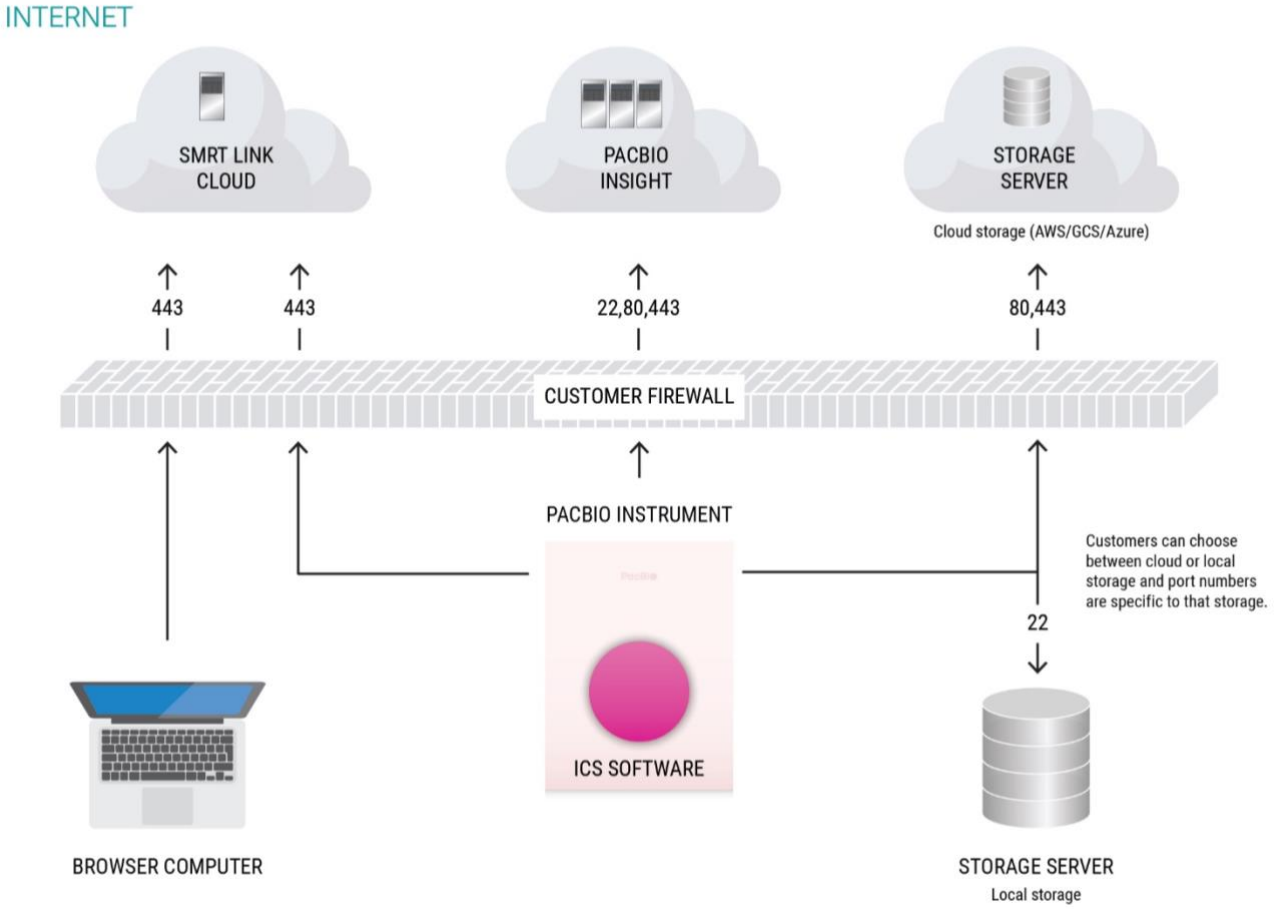 INTERNET
SMRT LINK
CLOUD
PACBIO
INSIGHT
STORAGE
SERVER
Cloud storage (AWS/GCS/Azure)
443
443
22,80,443
80,443
CUSTOMER FIREWALL
PACBIO INSTRUMENT
Customers can choose
between cloud or local
storage and port numbers
are specific to that storage.
PacBio
22
ICS SOFTWARE
BROWSER COMPUTER
STORAGE SERVER
Local storage